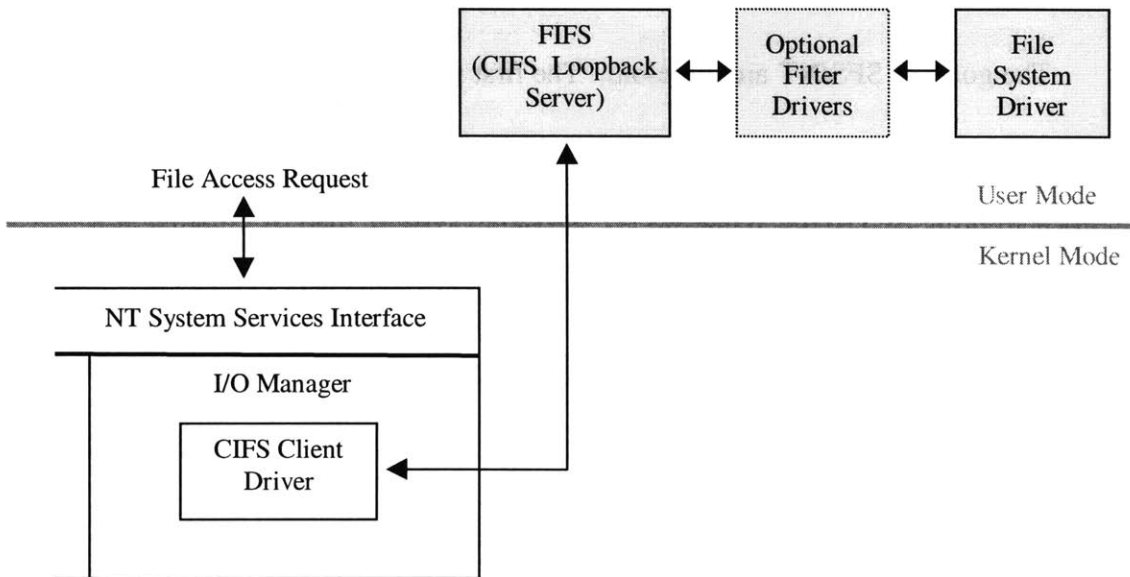 FIFS
(CIFS Loopback
Server)
Optional
Filter
Drivers
File
System
Driver
File Access Request
User Mode
Kernel Mode
NT System Services Interface
I/O Manager
CIFS Client
Driver